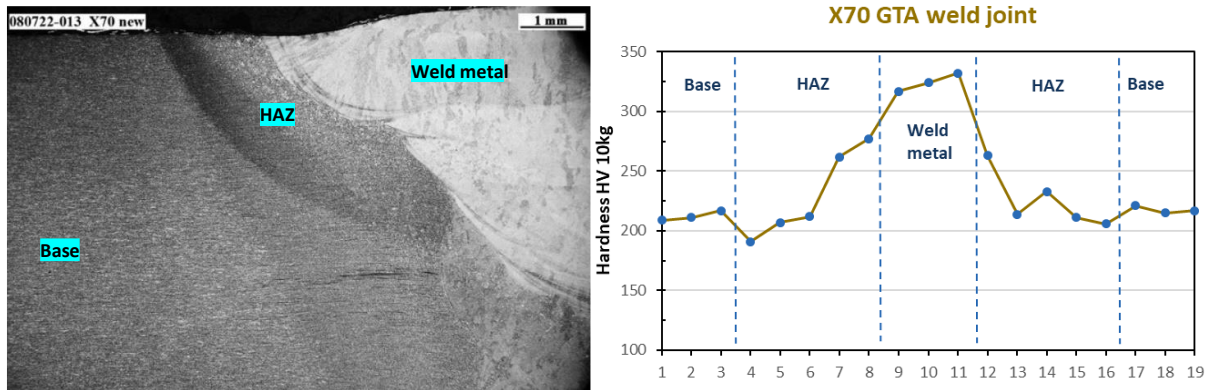 080722-013 X70 new
1 mm
Weld metal
HAZ
Base
X70 GTA weld joint
Hardness HV 10kg
350
300
250
200
150
100
Base
HAZ
Weld
metal
HAZ
Base
1 2 3 4 5 6 7 8 9 10 11 12 13 14 15 16 17 18 19